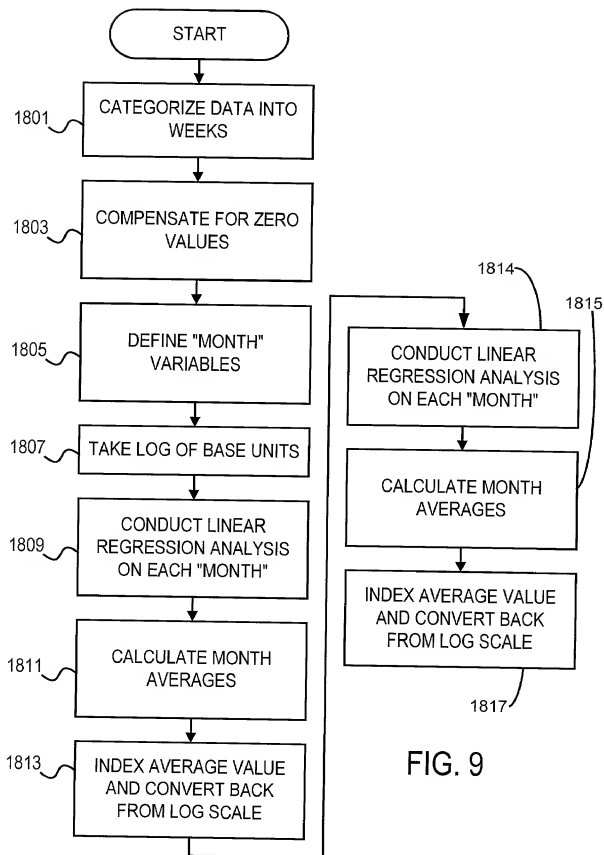 START
1801
CATEGORIZE DATA INTO
WEEKS
1803
COMPENSATE FOR ZERO
VALUES
1805
DEFINE "MONTH"
VARIABLES
1807
TAKE LOG OF BASE UNITS
1809
CONDUCT LINEAR
REGRESSION ANALYSIS
ON EACH "MONTH"
1811
CALCULATE MONTH
AVERAGES
1813
INDEX AVERAGE VALUE
AND CONVERT BACK
FROM LOG SCALE
1814
CONDUCT LINEAR
REGRESSION ANALYSIS
ON EACH "MONTH"
1815
CALCULATE MONTH
AVERAGES
INDEX AVERAGE VALUE
AND CONVERT BACK
FROM LOG SCALE
1817
FIG. 9